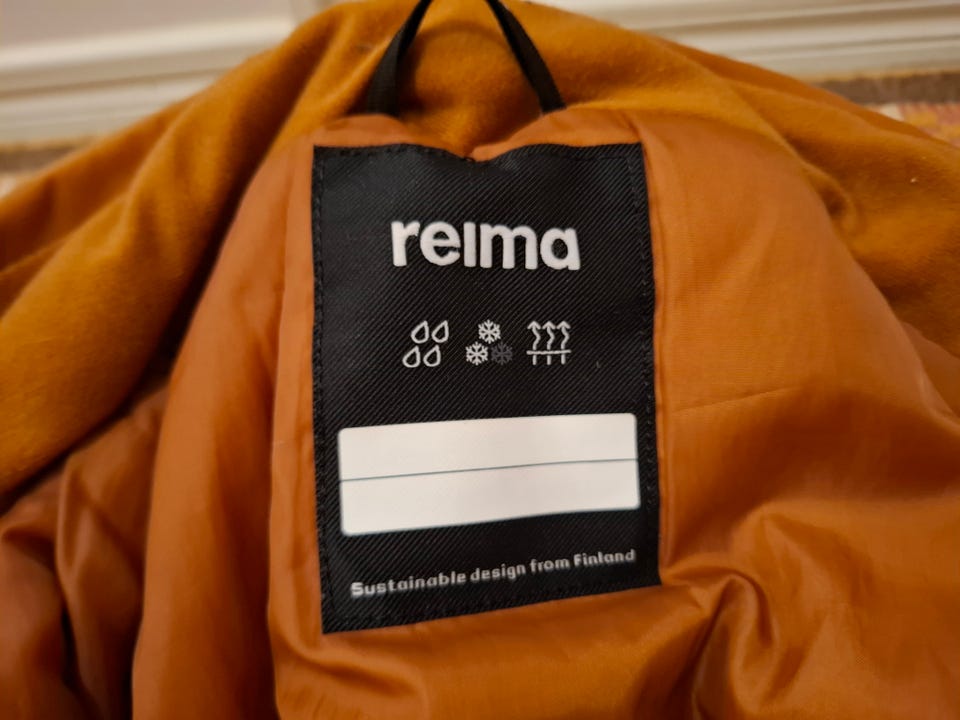 reima
Sustainable design from Finland